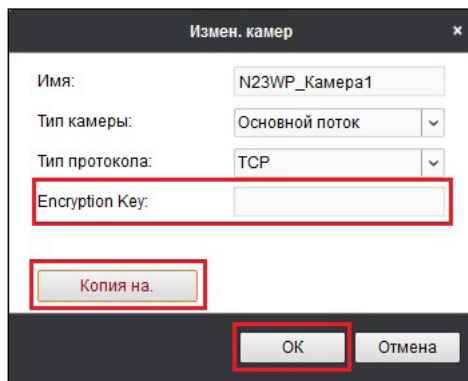 Измен. камер
Имя: N23WP_Камера1
Тип камеры: Основной поток
Тип протокола: TCP
Encryption Key:
Копия на.
OK Отмена